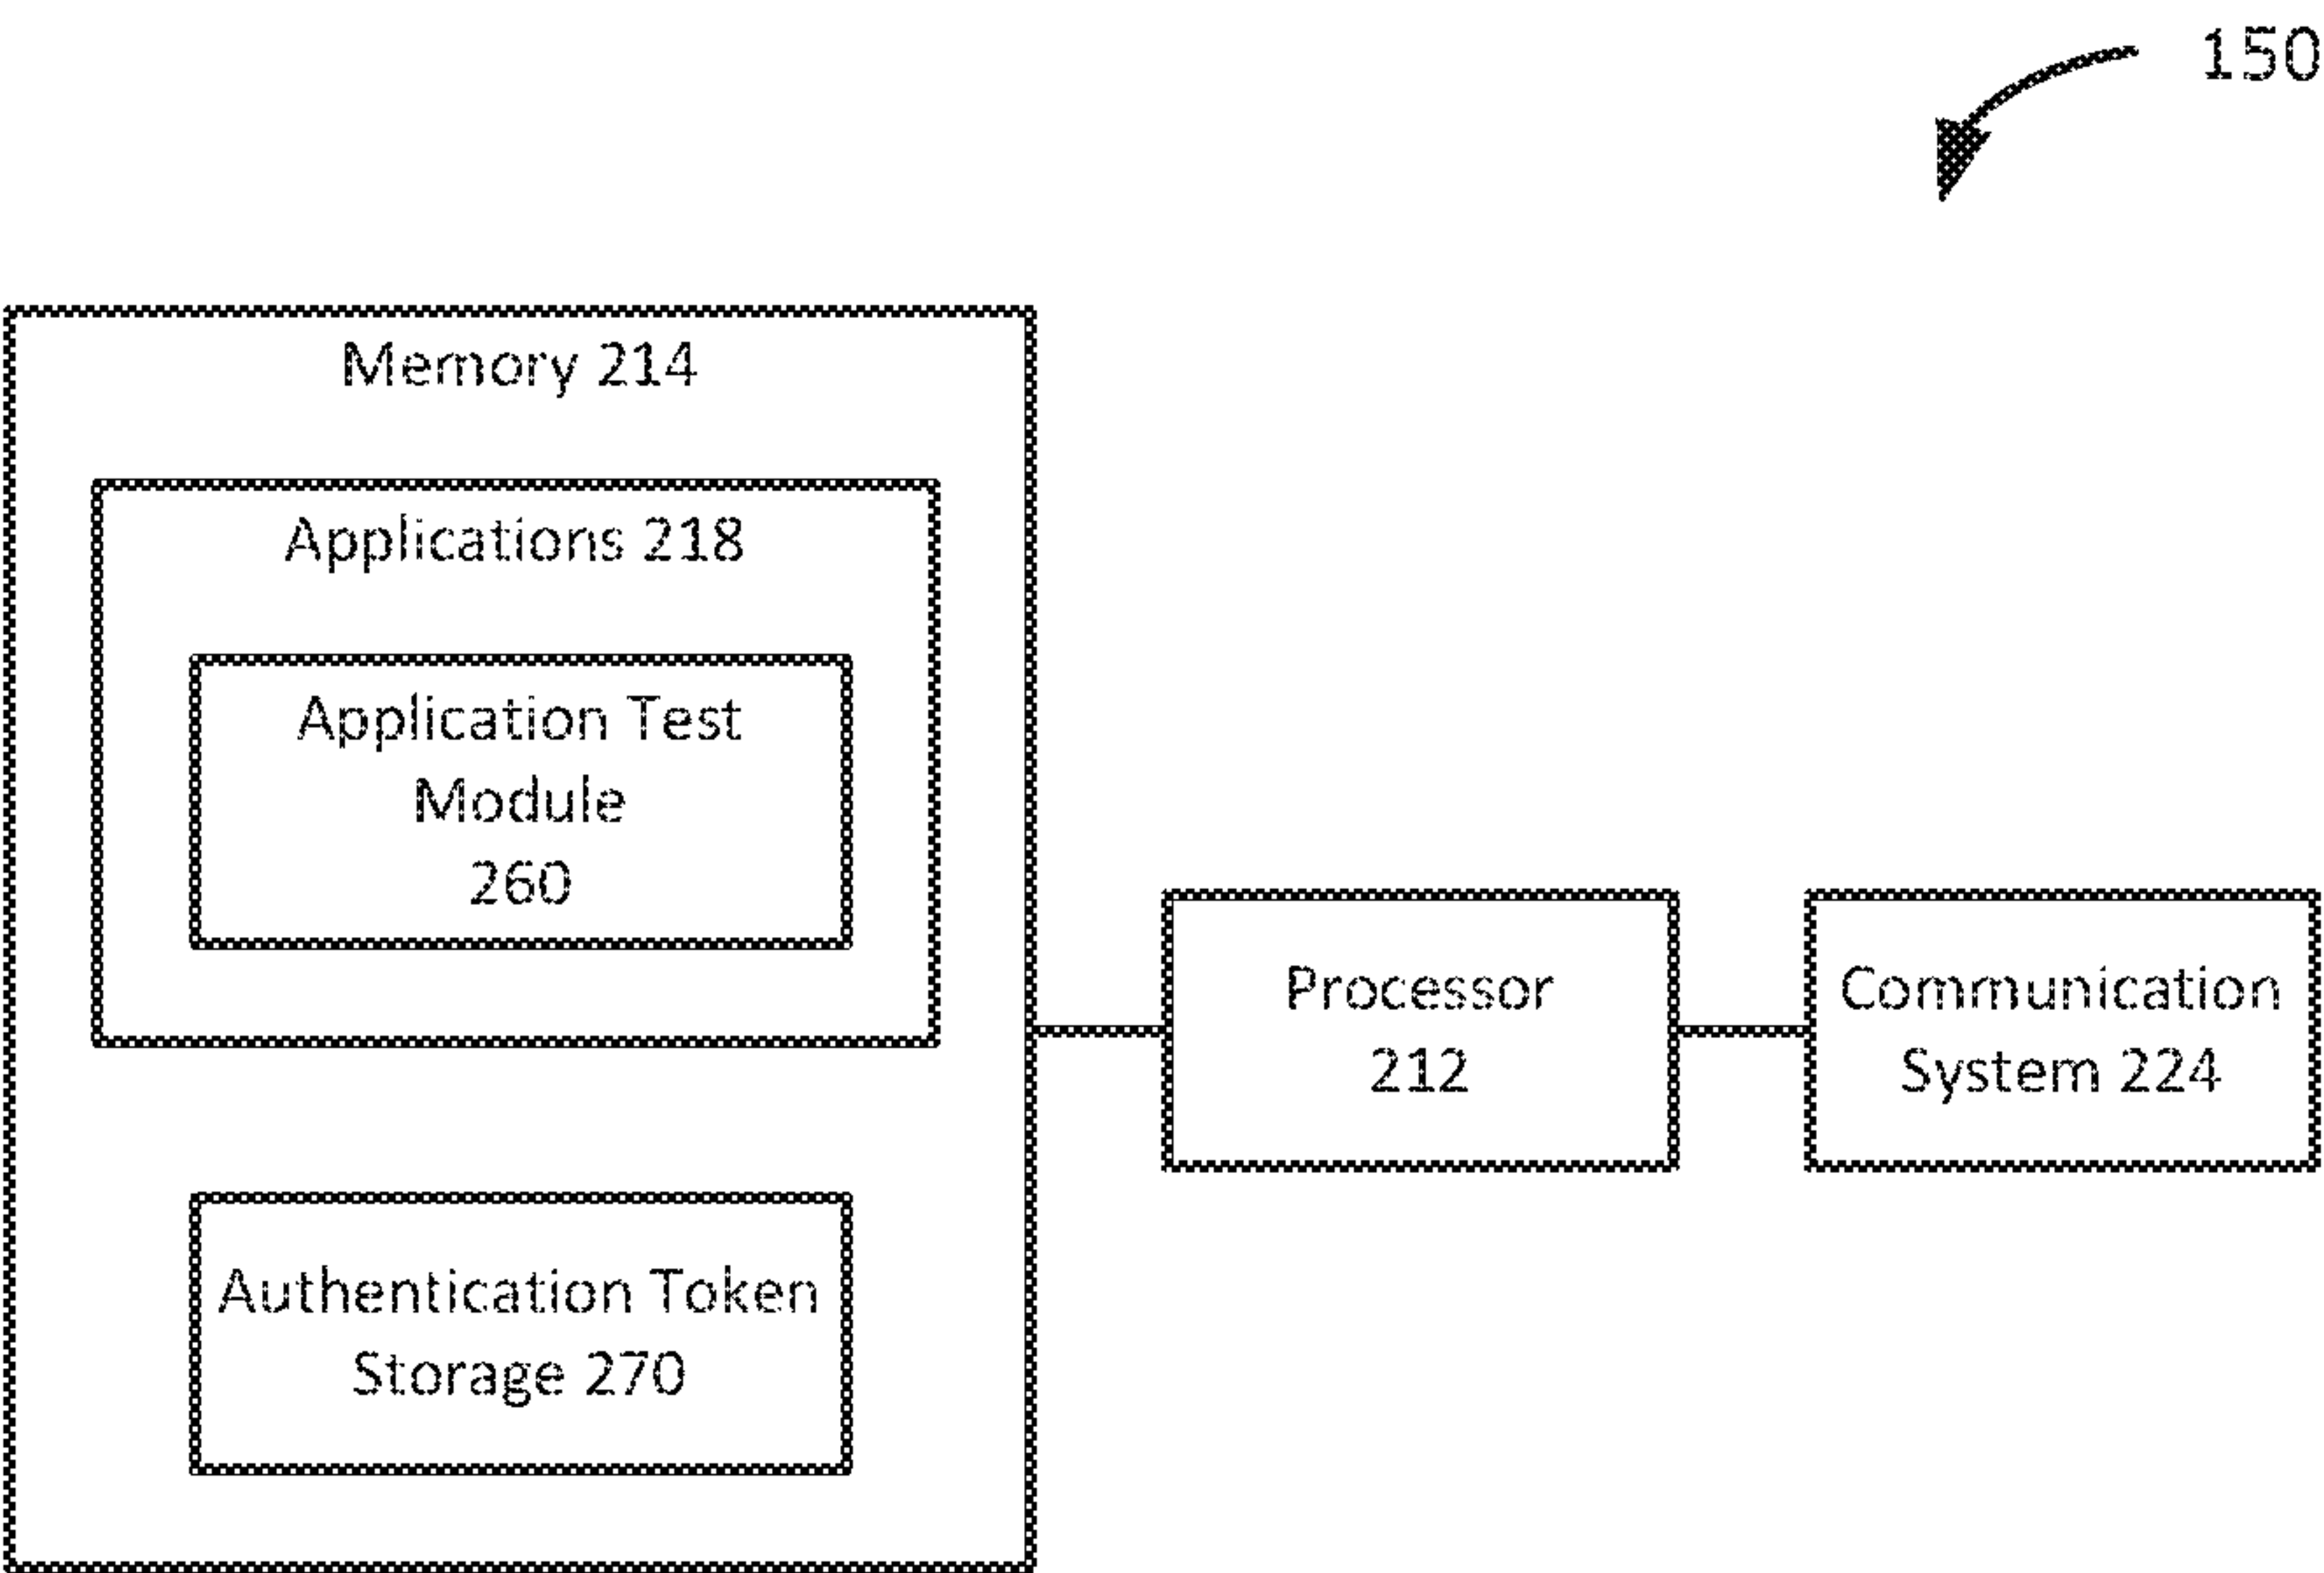 150
Memory 214
Applications 218
Application Test
Module
260
Authentication Token
Storage 270
Processor
212
Communication
System 224